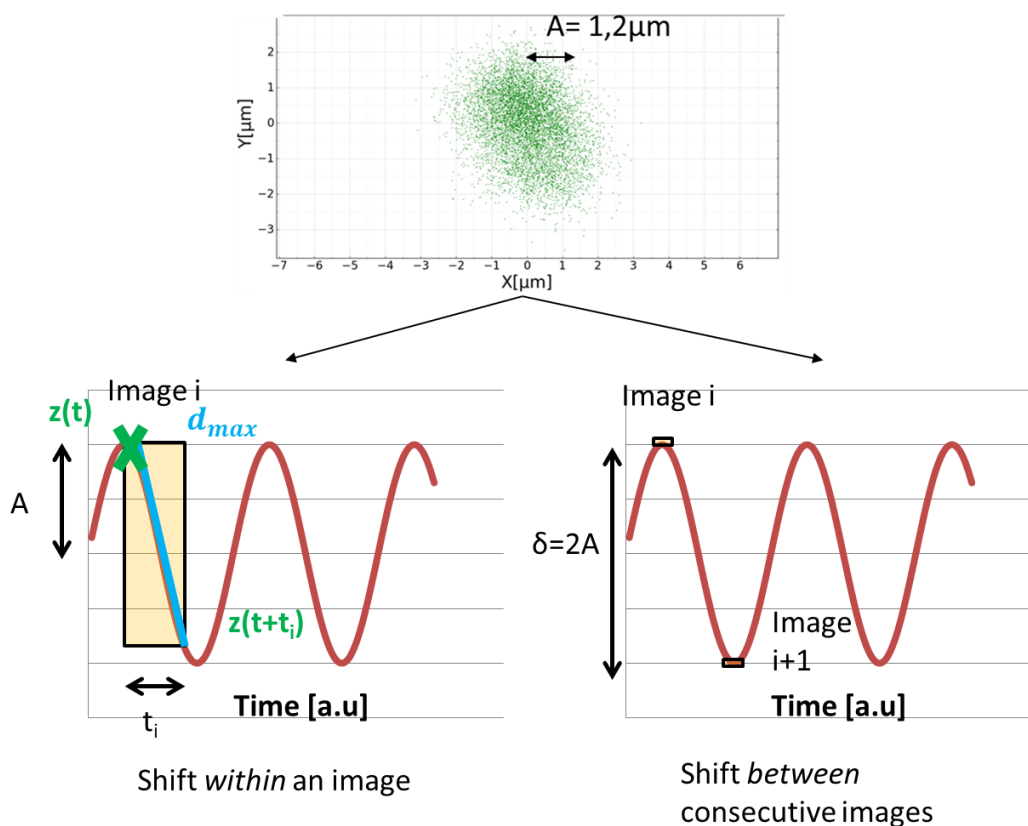 A= 1,2µm
2
1
0
−1
−2
−3
Y[µm]
−7 −6 −5 −4 −3 −2 −1 0 1 2 3 4 5 6
X[µm]
Image i
z(t)
d_max
A
z(t+t_i)
Time [a.u]
t_i
Shift within an image
Image i
δ=2A
Image
i+1
Time [a.u]
Shift between
consecutive images